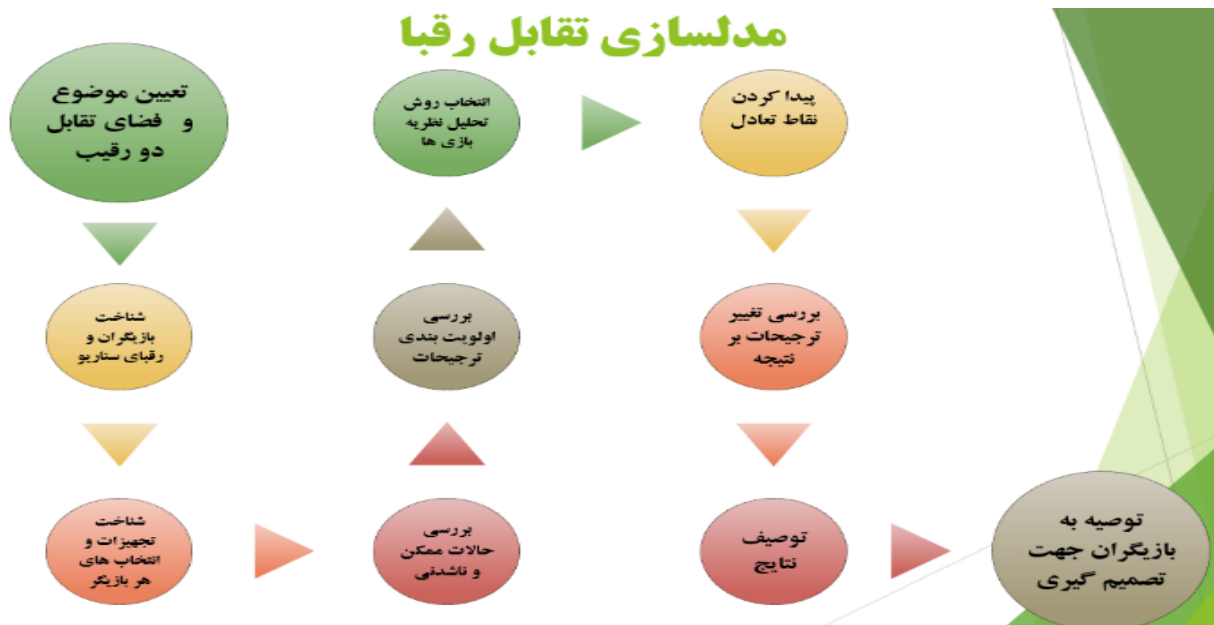 مدلسازی تقابل رقبا
تعیین موضوع
و فضای تقابل
دو رقیب
شناخت
بازیگران و
رقبای سناریو
شناخت
تجهیزات و
انتخاب های
هر بازیگر
بررسی
حالات ممکن
و ناشدنی
بررسی
اولویت بندی
ترجیحات
انتخاب روش
تحلیل نظریه
بازی ها
پیدا کردن
نقاط تعادل
بررسی تغییر
ترجیحات بر
نتیجه
توصیف
نتایج
توصیه به
بازیگران جهت
تصمیم گیری